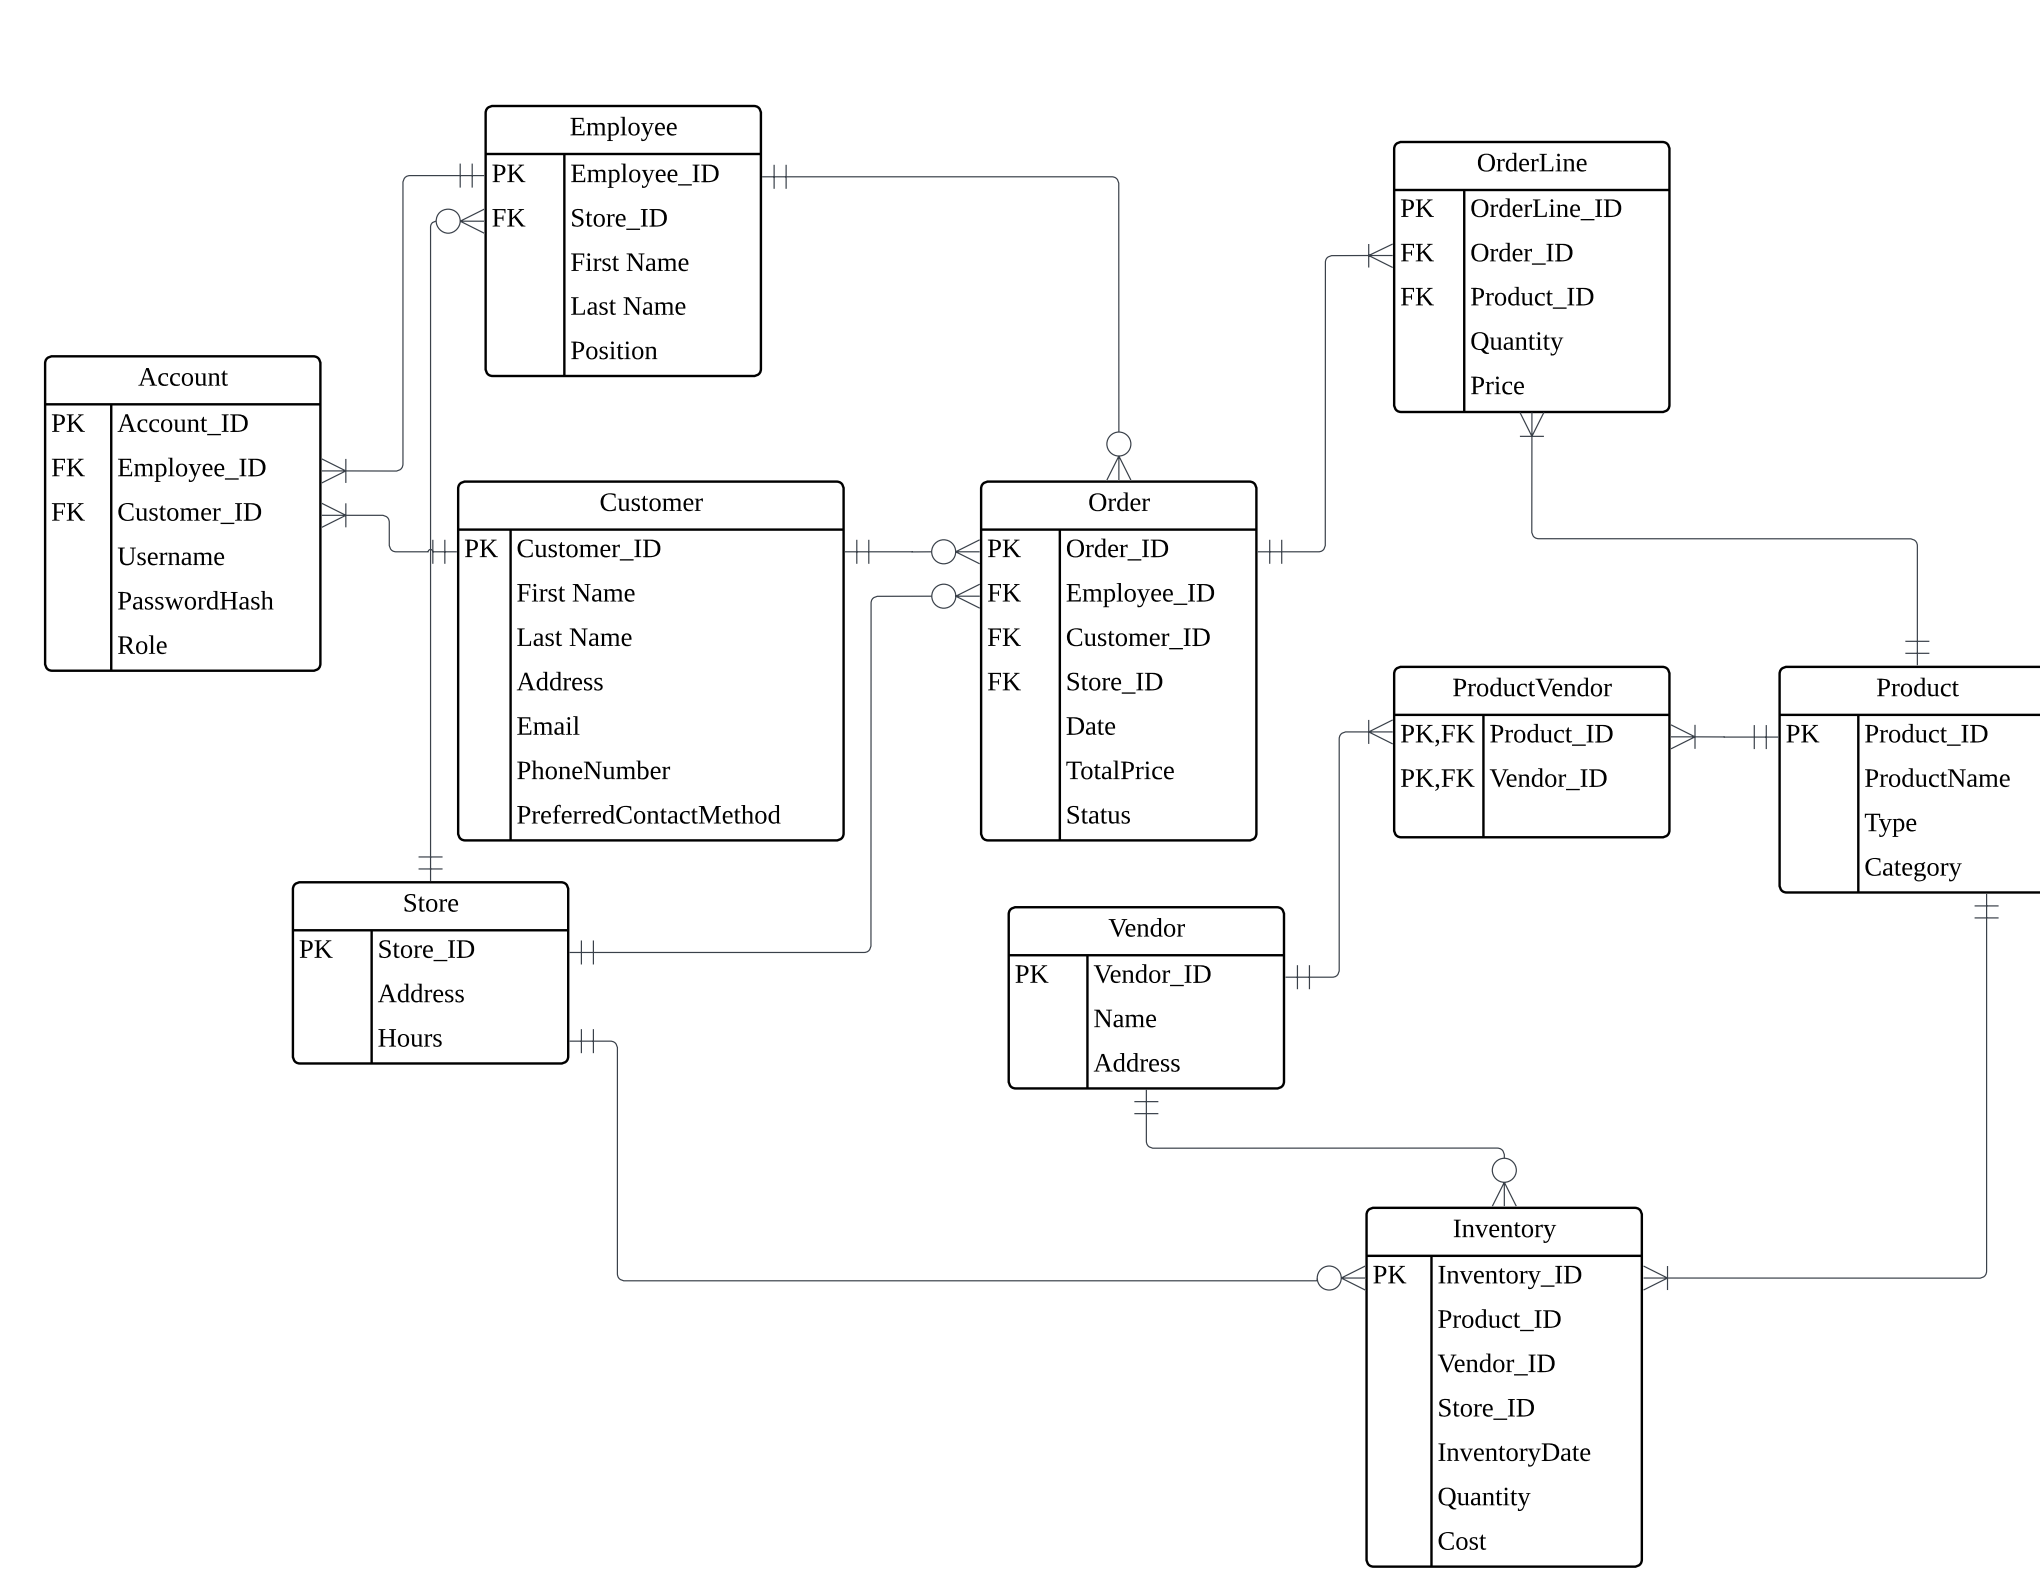 Employee
PK Employee_ID
FK Store_ID
First Name
Last Name
Position
OrderLine
PK OrderLine_ID
FK Order_ID
FK Product_ID
Quantity
Price
Account
PK Account_ID
FK Employee_ID
FK Customer_ID
Username
PasswordHash
Role
Customer
PK Customer_ID
First Name
Last Name
Address
Email
PhoneNumber
PreferredContactMethod
Order
PK Order_ID
FK Employee_ID
FK Customer_ID
FK Store_ID
Date
TotalPrice
Status
ProductVendor
PK,FK Product_ID
PK,FK Vendor_ID
Product
PK Product_ID
ProductName
Type
Category
Store
PK Store_ID
Address
Hours
Vendor
PK Vendor_ID
Name
Address
Inventory
PK Inventory_ID
Product_ID
Vendor_ID
Store_ID
InventoryDate
Quantity
Cost